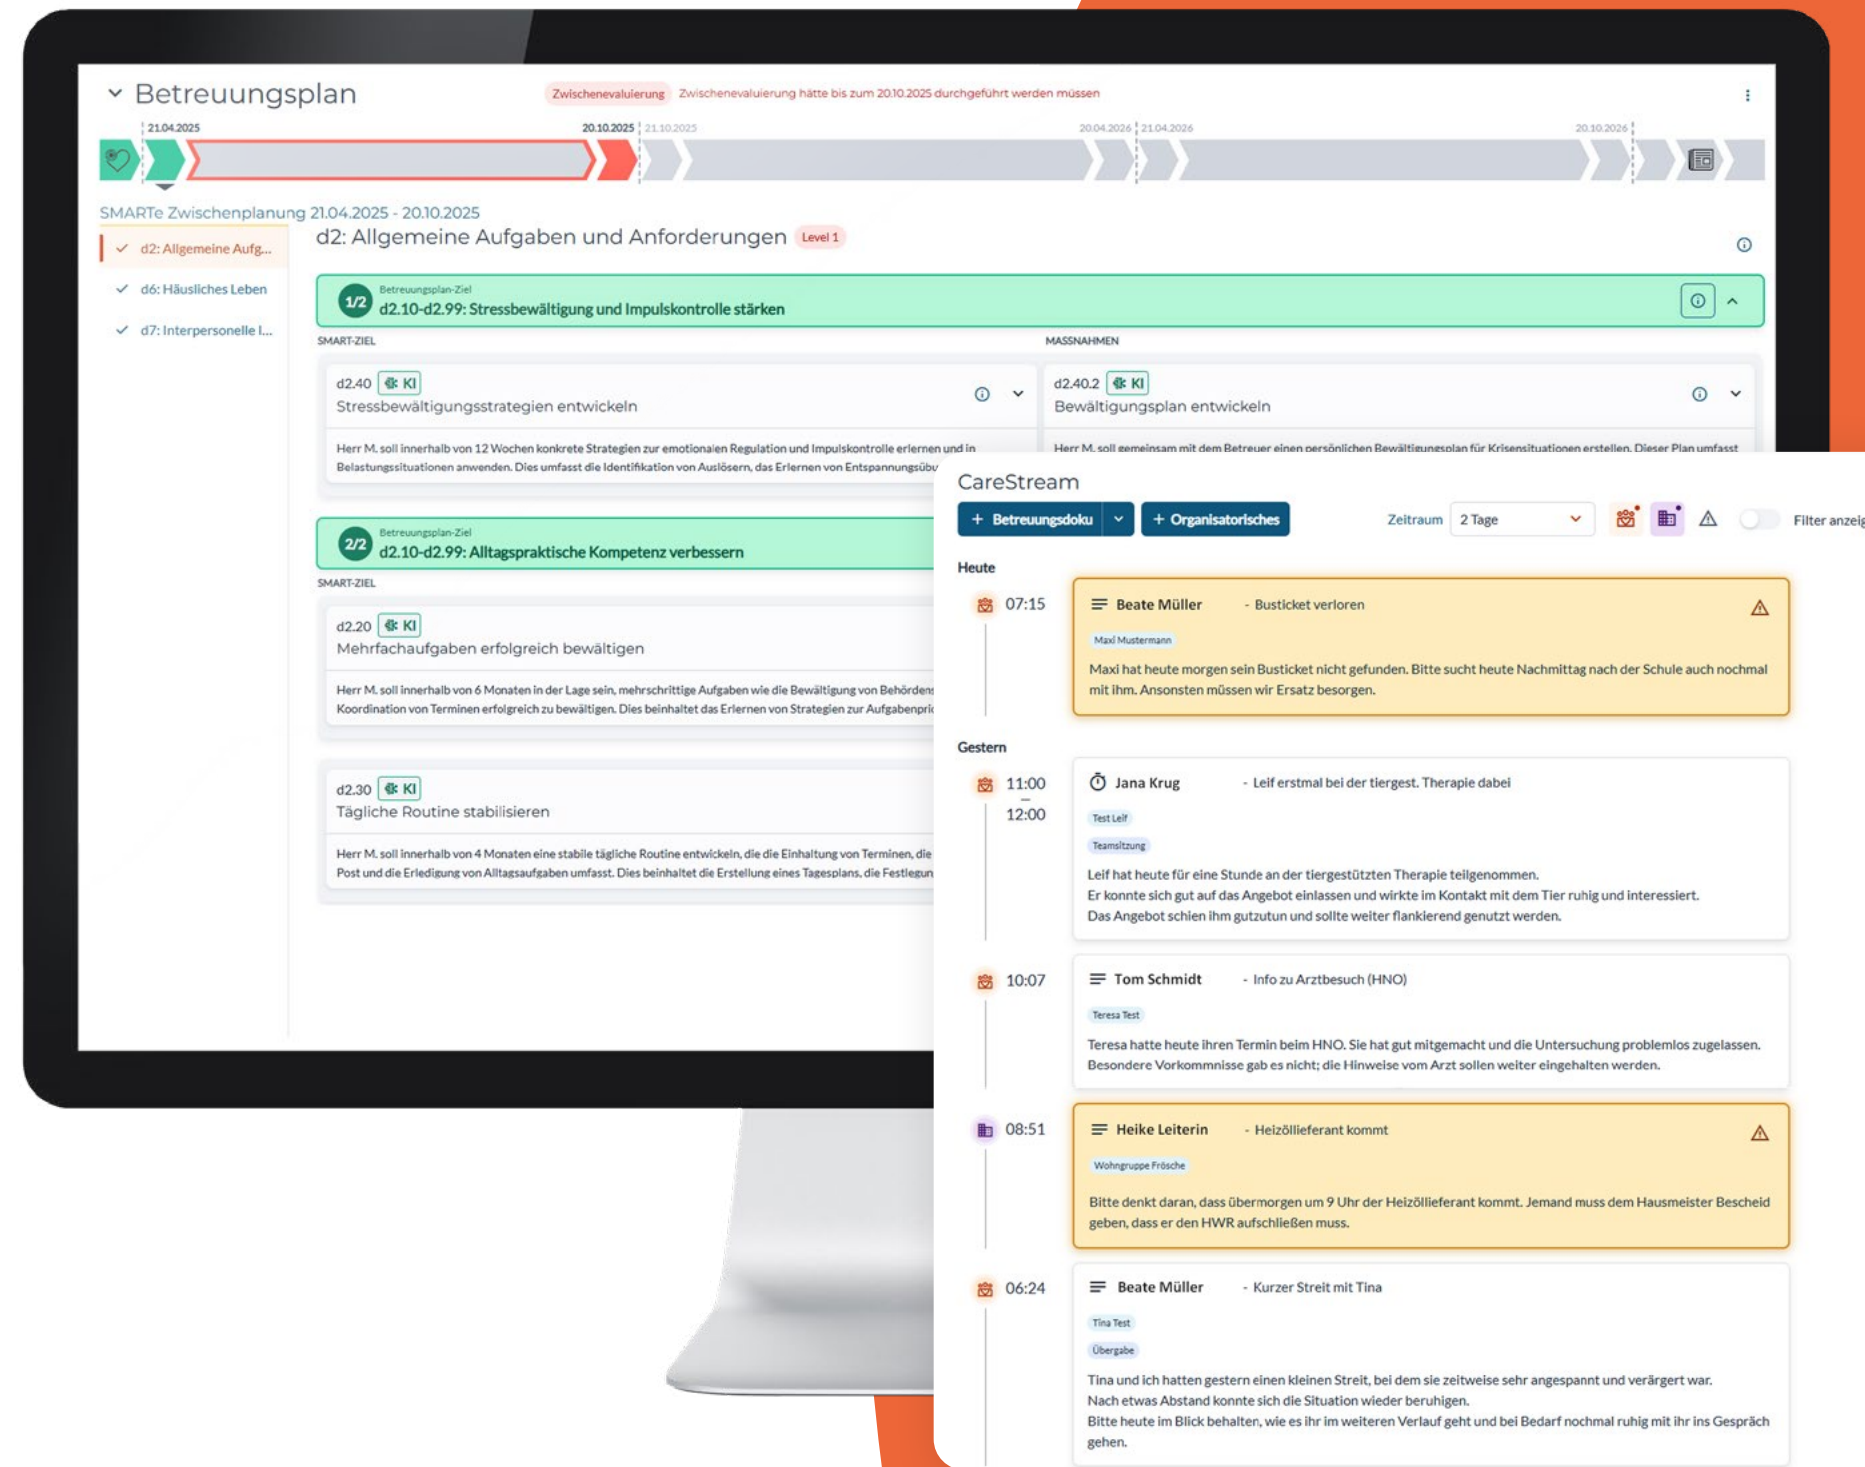 Betreuungsplan
Zwischenevaluierung Zwischenevaluierung hätte bis zum 20.10.2025 durchgeführt werden müssen
21.04.2025 20.10.2025 21.10.2025 20.04.2026 21.04.2026 20.10.2026
SMARTe Zwischenplanung 21.04.2025 - 20.10.2025
d2: Allgemeine Aufg...
d6: Häusliches Leben
d7: Interpersonelle I...
d2: Allgemeine Aufgaben und Anforderungen Level 1
1/2
Betreuungsplan-Ziel
d2.10-d2.99: Stressbewältigung und Impulskontrolle stärken
SMART-ZIEL MASSNAHMEN
d2.40 KI
Stressbewältigungsstrategien entwickeln
Herr M. soll innerhalb von 12 Wochen konkrete Strategien zur emotionalen Regulation und Impulskontrolle erlernen und in
Belastungssituationen anwenden. Dies umfasst die Identifikation von Auslösern, das Erlernen von Entspannungsübu
d2.40.2 KI
Bewältigungsplan entwickeln
Herr M. soll gemeinsam mit dem Betreuer einen persönlichen Bewältigungsplan für Krisensituationen erstellen. Dieser Plan umfasst
2/2
Betreuungsplan-Ziel
d2.10-d2.99: Alltagspraktische Kompetenz verbessern
SMART-ZIEL
d2.20 KI
Mehrfachaufgaben erfolgreich bewältigen
Herr M. soll innerhalb von 6 Monaten in der Lage sein, mehrschrittige Aufgaben wie die Bewältigung von Behördens
Koordination von Terminen erfolgreich zu bewältigen. Dies beinhaltet das Erlernen von Strategien zur Aufgabenprio
d2.30 KI
Tägliche Routine stabilisieren
Herr M. soll innerhalb von 4 Monaten eine stabile tägliche Routine entwickeln, die die Einhaltung von Terminen, die
Post und die Erledigung von Alltagsaufgaben umfasst. Dies beinhaltet die Erstellung eines Tagesplans, die Festlegun
CareStream
+ Betreuungsdoku + Organisatorisches Zeitraum 2 Tage Filter anzeig
Heute
07:15 Beate Müller - Busticket verloren
Maxi Mustermann
Maxi hat heute morgen sein Busticket nicht gefunden. Bitte sucht heute Nachmittag nach der Schule auch nochmal
mit ihm. Ansonsten müssen wir Ersatz besorgen.
Gestern
11:00 – 12:00 Jana Krug - Leif erstmal bei der tiergest. Therapie dabei
Test Leif
Teamsitzung
Leif hat heute für eine Stunde an der tiergestützten Therapie teilgenommen.
Er konnte sich gut auf das Angebot einlassen und wirkte im Kontakt mit dem Tier ruhig und interessiert.
Das Angebot schien ihm gutzutun und sollte weiter flankierend genutzt werden.
10:07 Tom Schmidt - Info zu Arztbesuch (HNO)
Teresa Test
Teresa hatte heute ihren Termin beim HNO. Sie hat gut mitgemacht und die Untersuchung problemlos zugelassen.
Besondere Vorkommnisse gab es nicht; die Hinweise vom Arzt sollen weiter eingehalten werden.
08:51 Heike Leiterin - Heizöllieferant kommt
Wohngruppe Frösche
Bitte denkt daran, dass übermorgen um 9 Uhr der Heizöllieferant kommt. Jemand muss dem Hausmeister Bescheid
geben, dass er den HWR aufschließen muss.
06:24 Beate Müller - Kurzer Streit mit Tina
Tina Test
Übergabe
Tina und ich hatten gestern einen kleinen Streit, bei dem sie zeitweise sehr angespannt und verärgert war.
Nach etwas Abstand konnte sich die Situation wieder beruhigen.
Bitte heute im Blick behalten, wie es ihr im weiteren Verlauf geht und bei Bedarf nochmal ruhig mit ihr ins Gespräch
gehen.